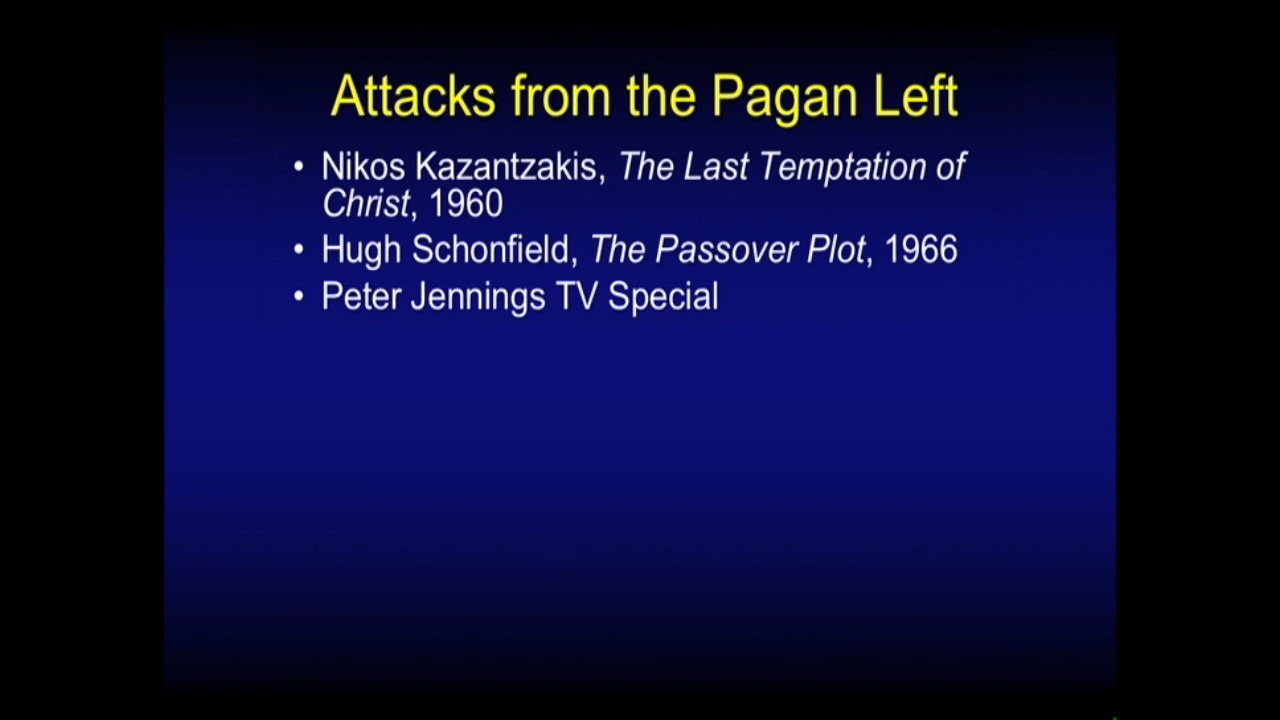 Attacks from the Pagan Left
• Nikos Kazantzakis, The Last Temptation of
Christ, 1960
• Hugh Schonfield, The Passover Plot, 1966
• Peter Jennings TV Special